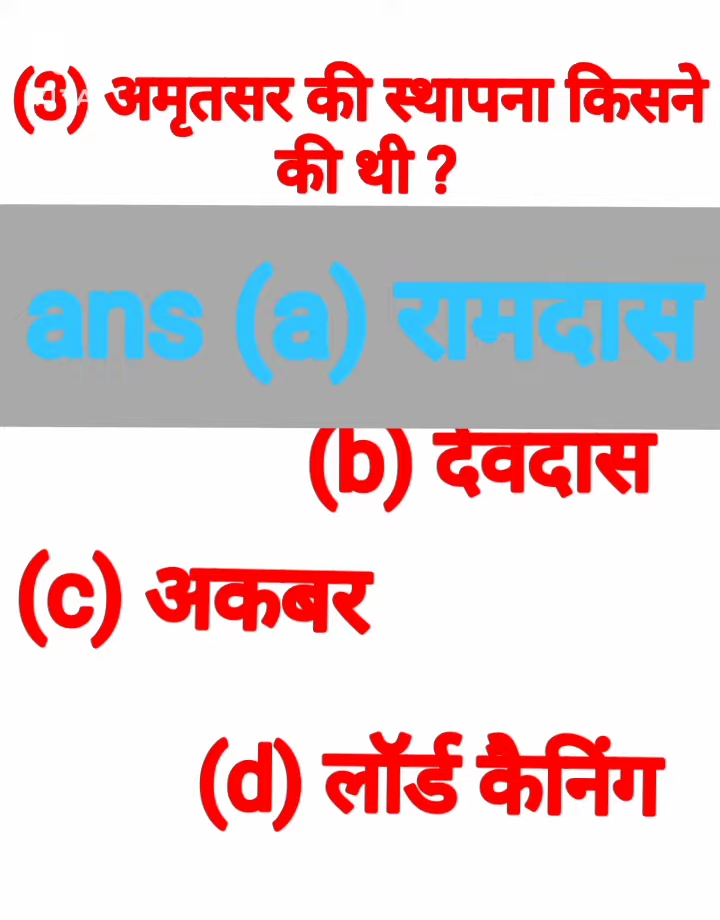 (3) अमृतसर की स्थापना किसने
की थी ?
ans (a) रामदास
(b) देवदास
(c) अकबर
(d) लॉर्ड कैनिंग